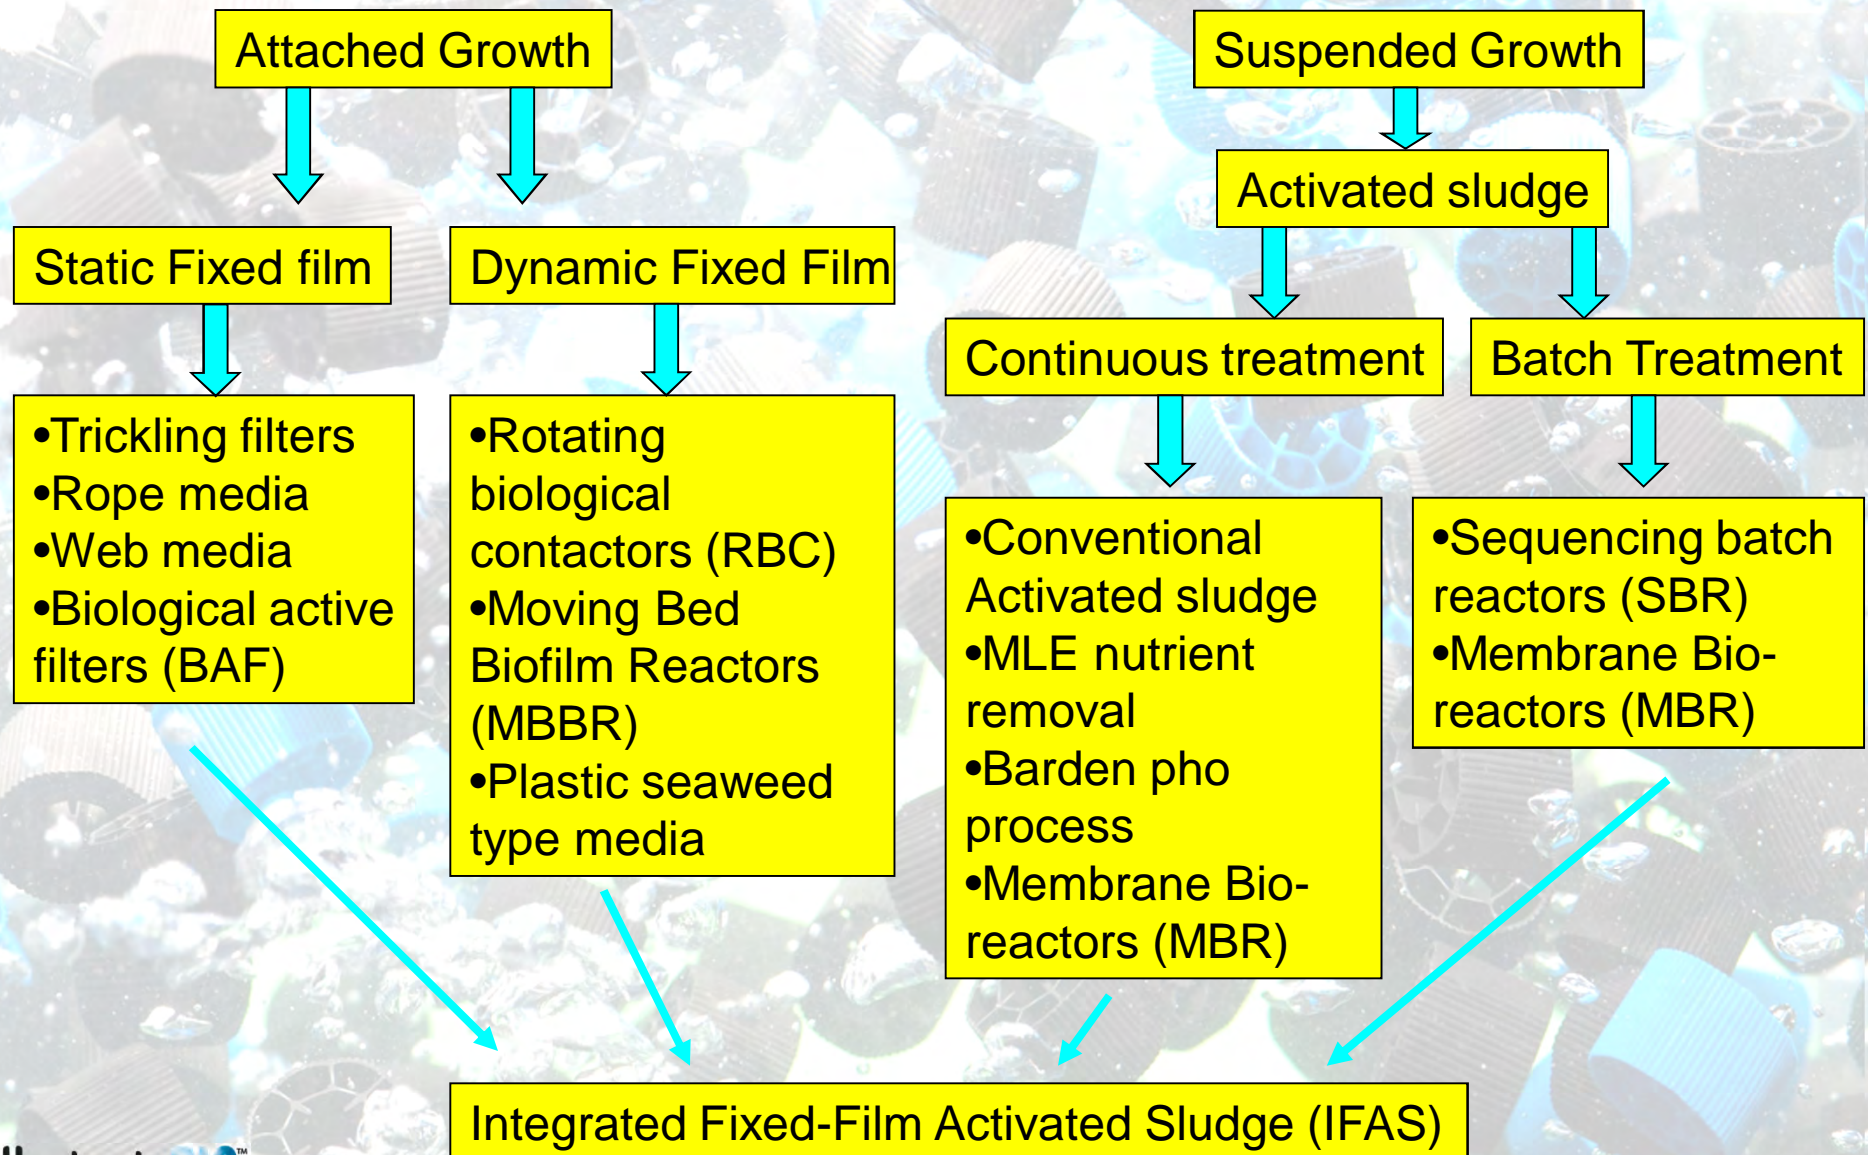 Attached Growth
Suspended Growth
Activated sludge
Static Fixed film
Dynamic Fixed Film
Continuous treatment
Batch Treatment
•Trickling filters
•Rope media
•Web media
•Biological active
filters (BAF)
•Rotating
biological
contactors (RBC)
•Moving Bed
Biofilm Reactors
(MBBR)
•Plastic seaweed
type media
•Conventional
Activated sludge
•MLE nutrient
removal
•Barden pho
process
•Membrane Bio-
reactors (MBR)
•Sequencing batch
reactors (SBR)
•Membrane Bio-
reactors (MBR)
Integrated Fixed-Film Activated Sludge (IFAS)